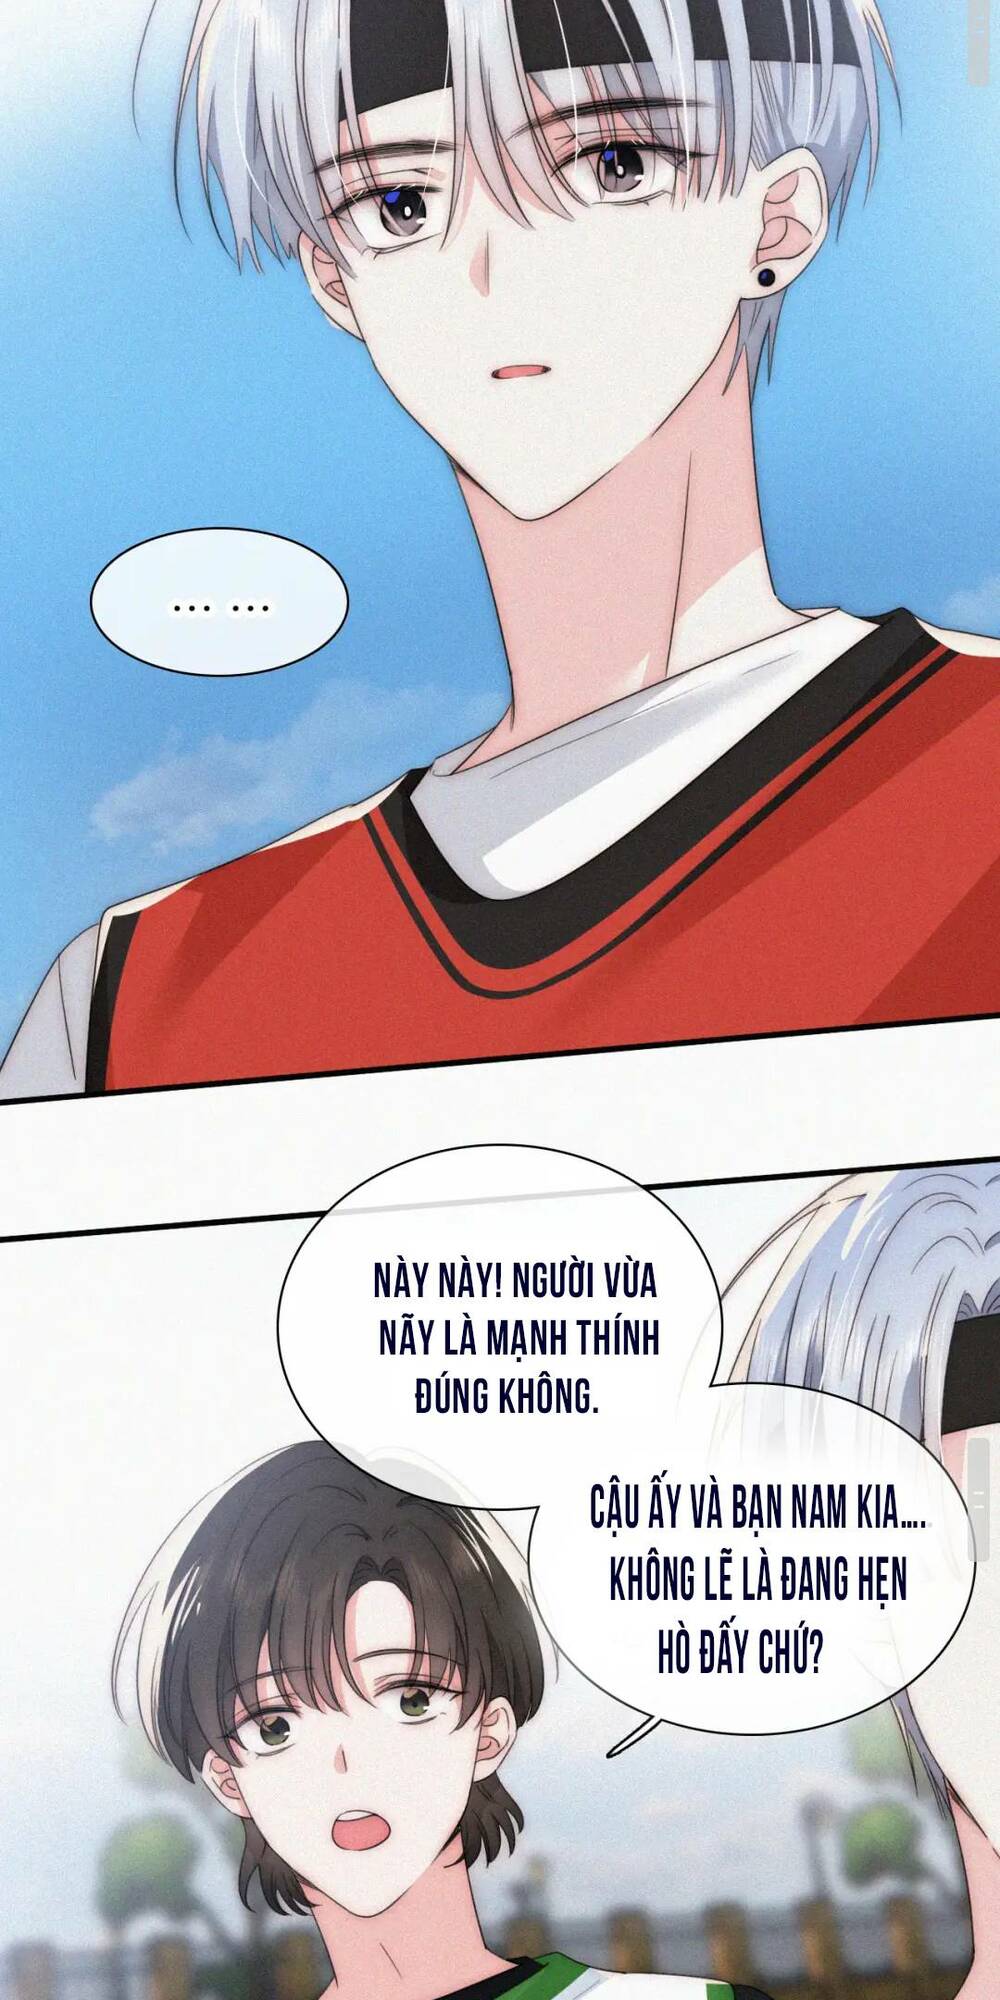 ... ...
NÀY NÀY! NGƯỜI VỪA
NÃY LÀ MẠNH THÍNH
ĐÚNG KHÔNG.
CẬU ẤY VÀ BẠN NAM KIA....
KHÔNG LẼ LÀ ĐANG HẸN
HÒ ĐẤY CHỨ?